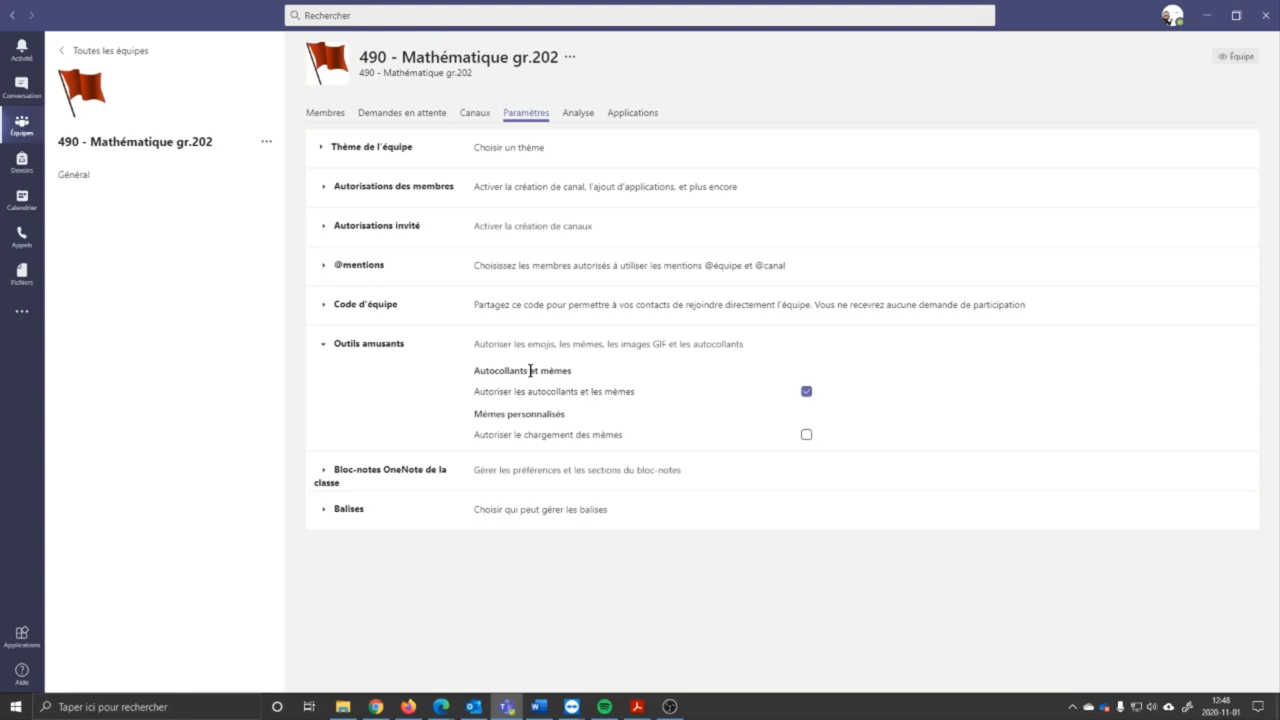 Rechercher
Activité
Conversation
Équipes
Devoirs
Calendrier
Appels
Fichiers
Applications
Aide
Toutes les équipes
490 - Mathématique gr.202
Général
490 - Mathématique gr.202
490 - Mathématique gr.202
Équipe
Membres Demandes en attente Canaux Paramètres Analyse Applications
Thème de l'équipe Choisir un thème
Autorisations des membres Activer la création de canal, l'ajout d'applications, et plus encore
Autorisations invité Activer la création de canaux
@mentions Choisissez les membres autorisés à utiliser les mentions @équipe et @canal
Code d'équipe Partagez ce code pour permettre à vos contacts de rejoindre directement l'équipe. Vous ne recevrez aucune demande de participation
Outils amusants Autoriser les emojis, les mèmes, les images GIF et les autocollants
Autocollants et mèmes
Autoriser les autocollants et les mèmes
Mèmes personnalisés
Autoriser le chargement des mèmes
Bloc-notes OneNote de la classe Gérer les préférences et les sections du bloc-notes
Balises Choisir qui peut gérer les balises
Taper ici pour rechercher
12:48
2020-11-01